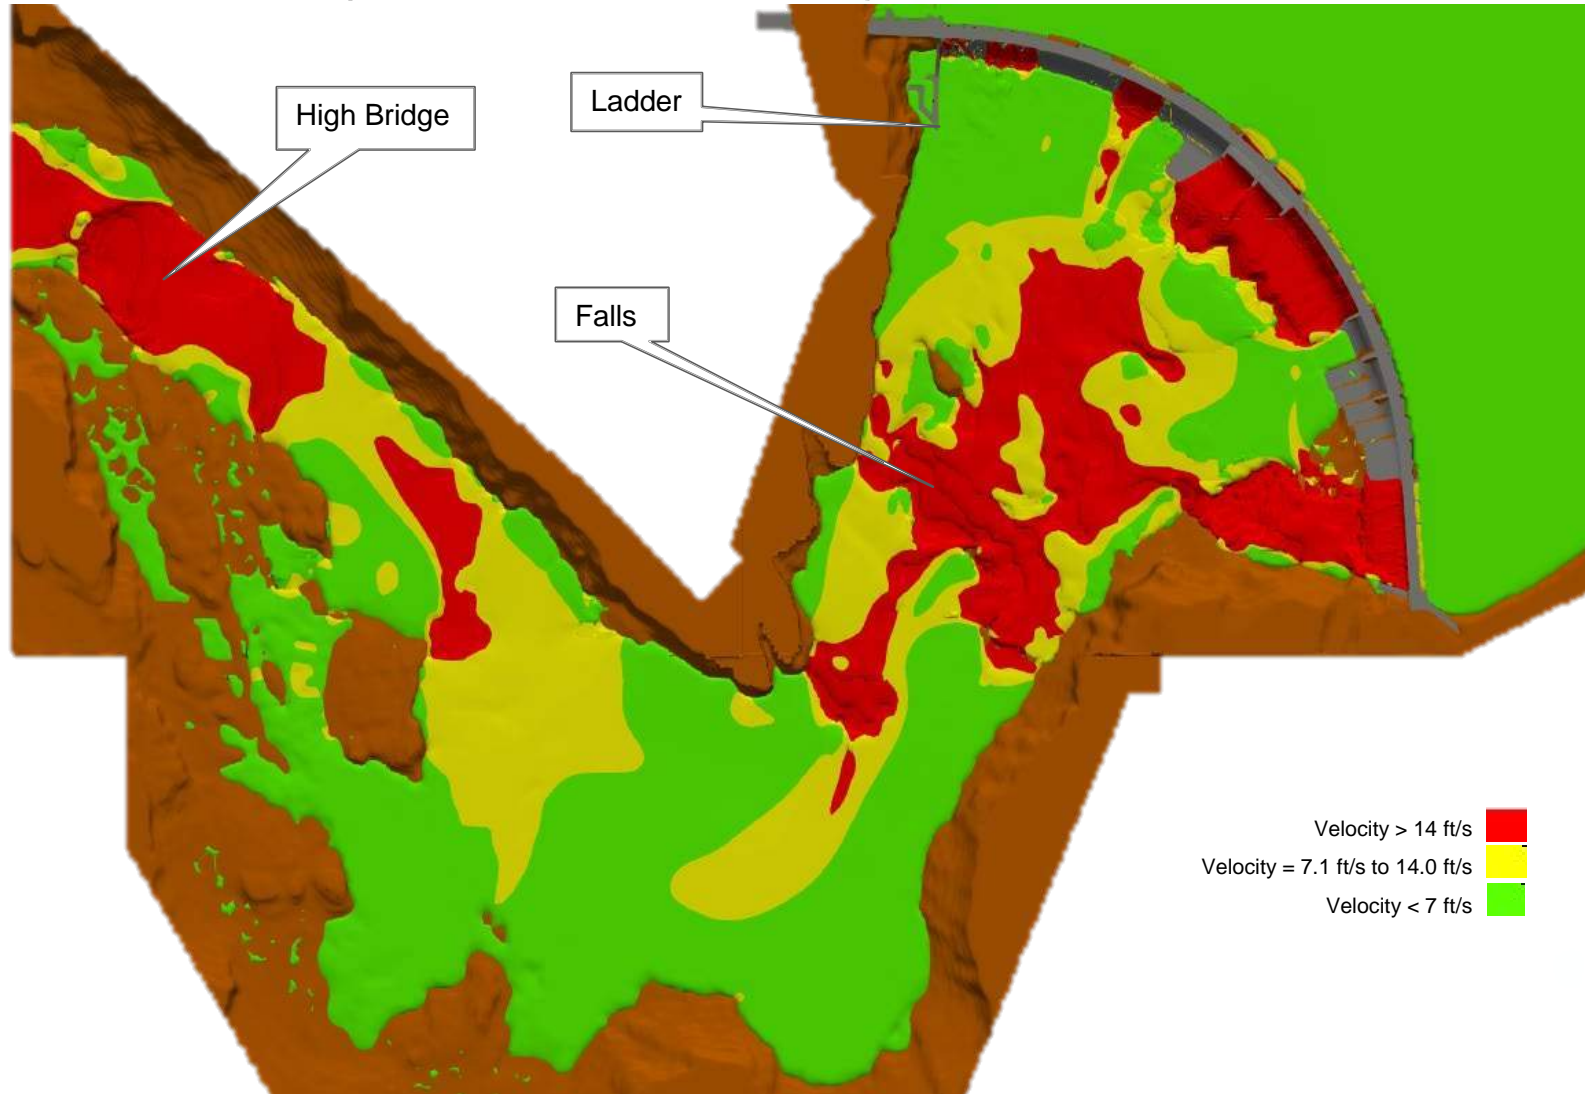 High Bridge
Ladder
Falls
Velocity > 14 ft/s
Velocity = 7.1 ft/s to 14.0 ft/s
Velocity < 7 ft/s